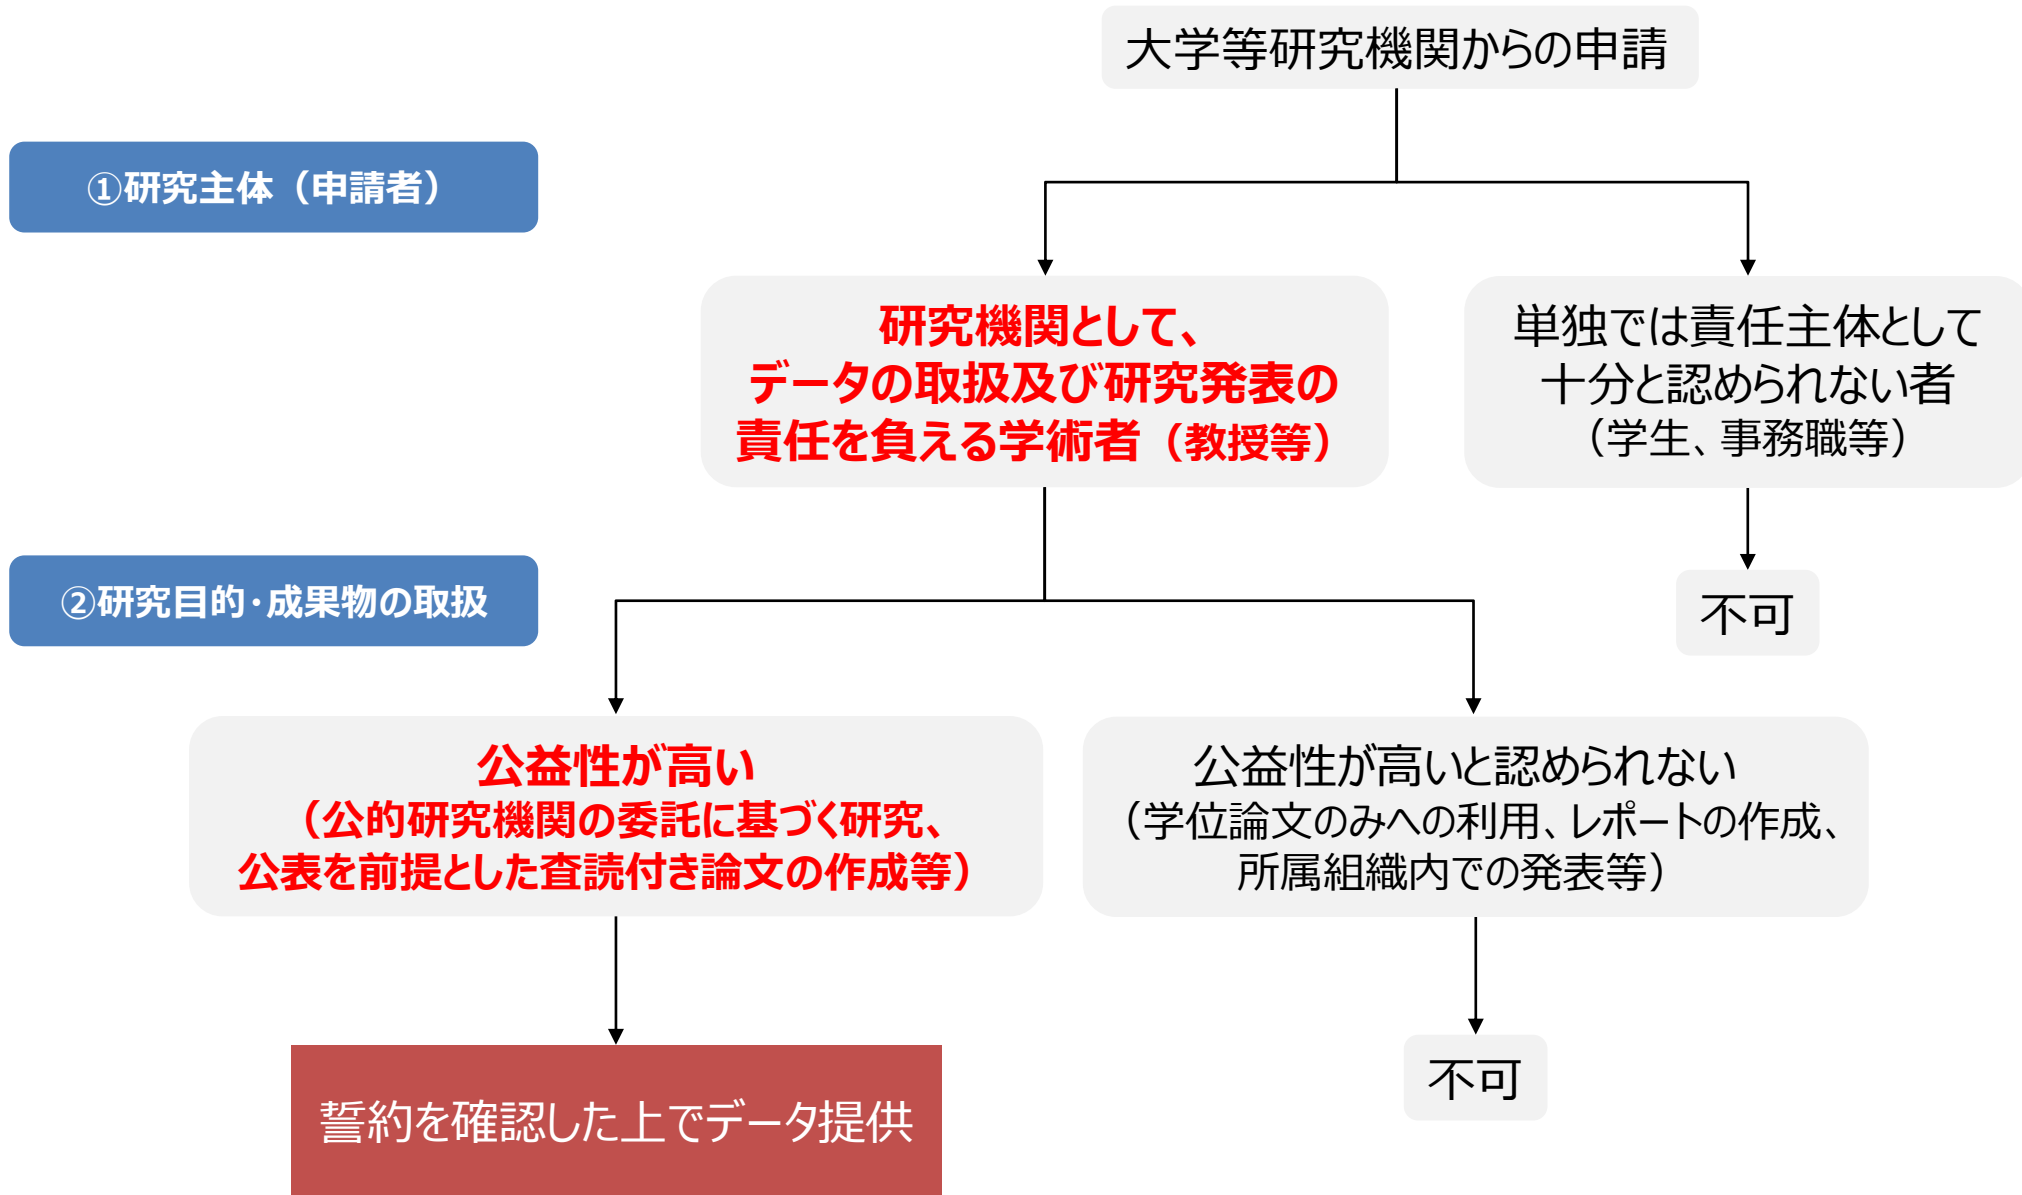 大学等研究機関からの申請
①研究主体（申請者）
研究機関として、
データの取扱及び研究発表の
責任を負える学術者（教授等）
単独では責任主体として
十分と認められない者
（学生、事務職等）
②研究目的･成果物の取扱
不可
公益性が高い
（公的研究機関の委託に基づく研究、
公表を前提とした査読付き論文の作成等）
公益性が高いと認められない
（学位論文のみへの利用、レポートの作成、
所属組織内での発表等）
不可
誓約を確認した上でデータ提供